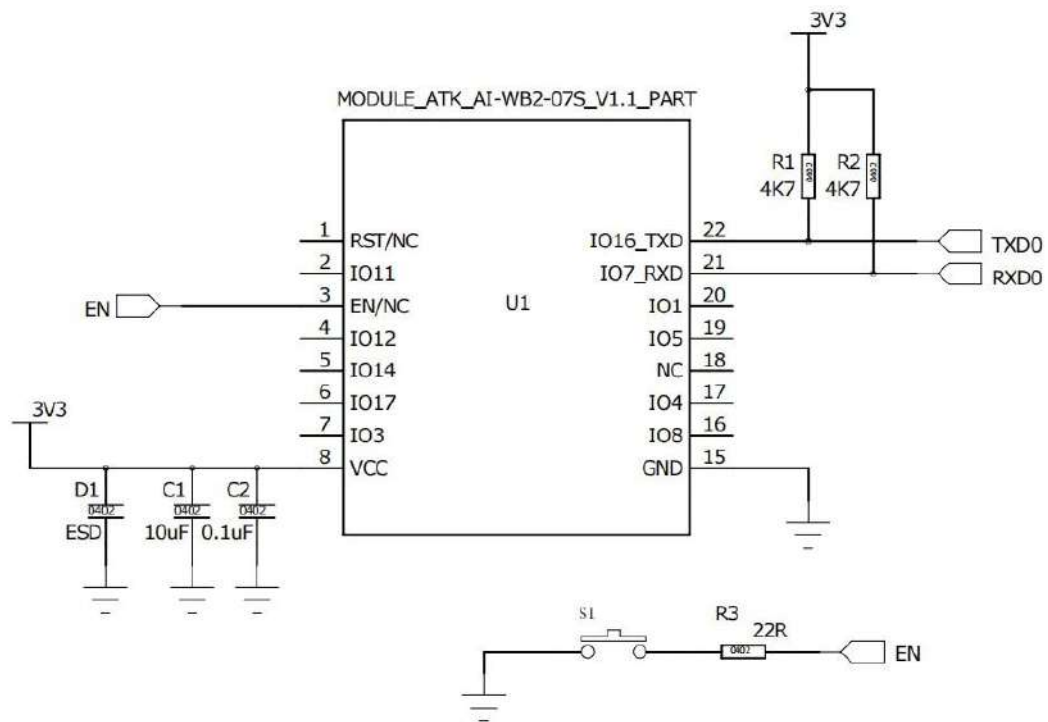 3V3
MODULE_ATK_AI-WB2-07S_V1.1_PART
R1 0402 R2 0402
4K7 4K7
1 RST/NC IO16_TXD 22 TXD0
2 IO11 IO7_RXD 21 RXD0
EN 3 EN/NC U1 IO1 20
4 IO12 IO5 19
5 IO14 NC 18
6 IO17 IO4 17
3V3 7 IO3 IO8 16
8 VCC GND 15
D1 C1 C2
0402 0402 0402
ESD 10uF 0.1uF
S1 R3
22R
0402 EN